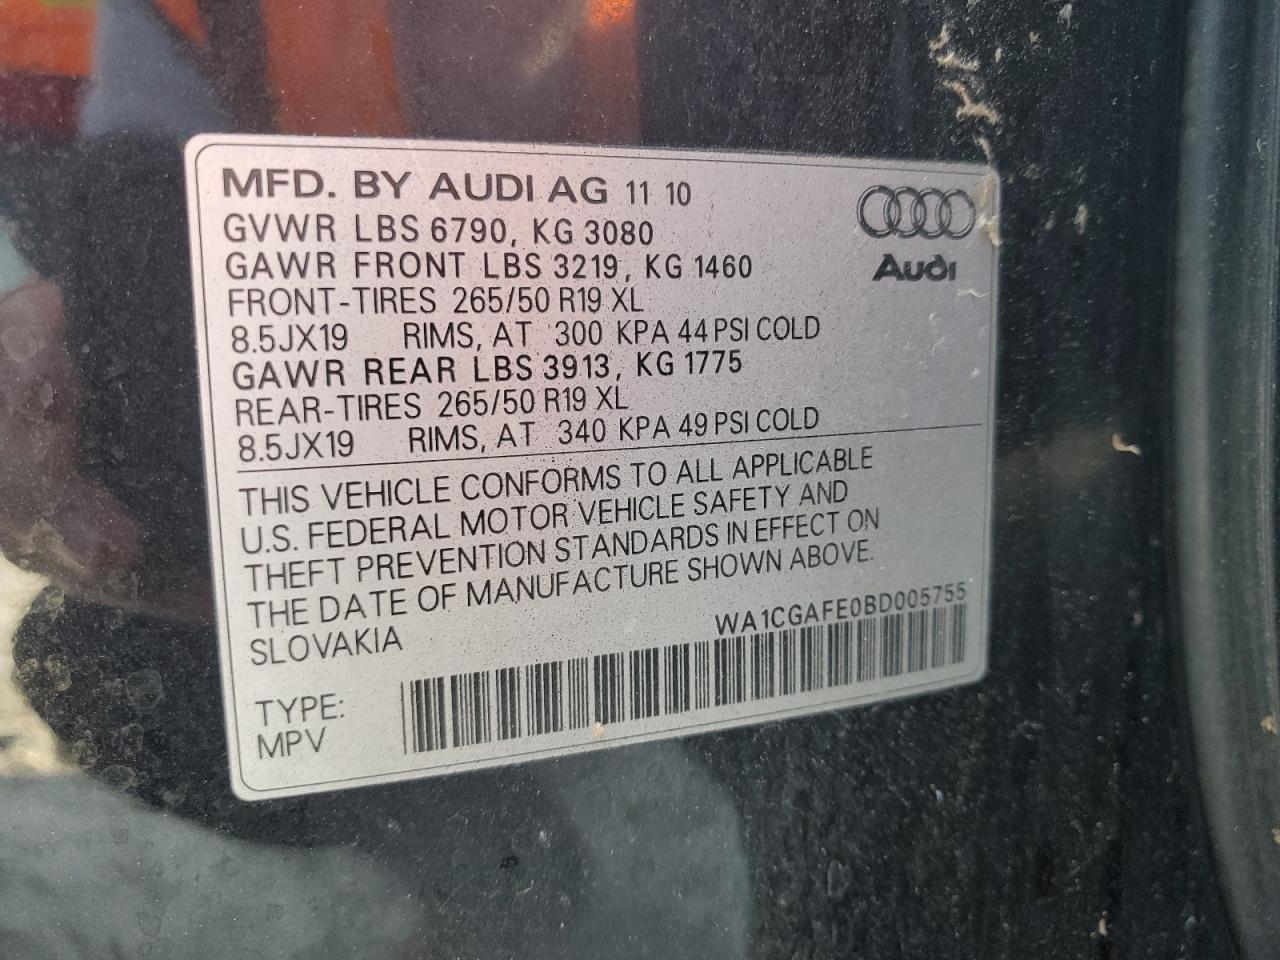 MFD. BY AUDI AG 11 10
GVWR LBS 6790, KG 3080
GAWR FRONT LBS 3219, KG 1460
FRONT-TIRES 265/50 R19 XL
8.5JX19 RIMS, AT 300 KPA 44 PSI COLD
GAWR REAR LBS 3913, KG 1775
REAR-TIRES 265/50 R19 XL
8.5JX19 RIMS, AT 340 KPA 49 PSI COLD
Audi
THIS VEHICLE CONFORMS TO ALL APPLICABLE
U.S. FEDERAL MOTOR VEHICLE SAFETY AND
THEFT PREVENTION STANDARDS IN EFFECT ON
THE DATE OF MANUFACTURE SHOWN ABOVE.
SLOVAKIA
WA1CGAFE0BD005755
TYPE:
MPV